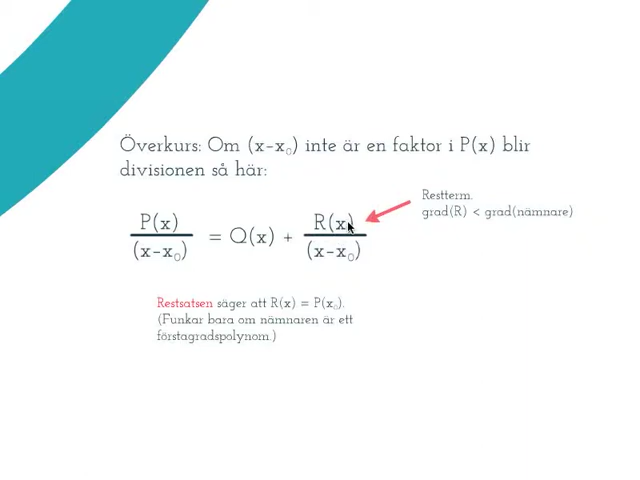 Överkurs: Om (x-x₀) inte är en faktor i P(x) blir
divisionen så här:
Restterm.
grad(R) < grad(nämnare)
P(x)/(x-x₀) = Q(x) + R(x)/(x-x₀)
Restsatsen säger att R(x) = P(x₀).
(Funkar bara om nämnaren är ett
förstagradspolynom.)